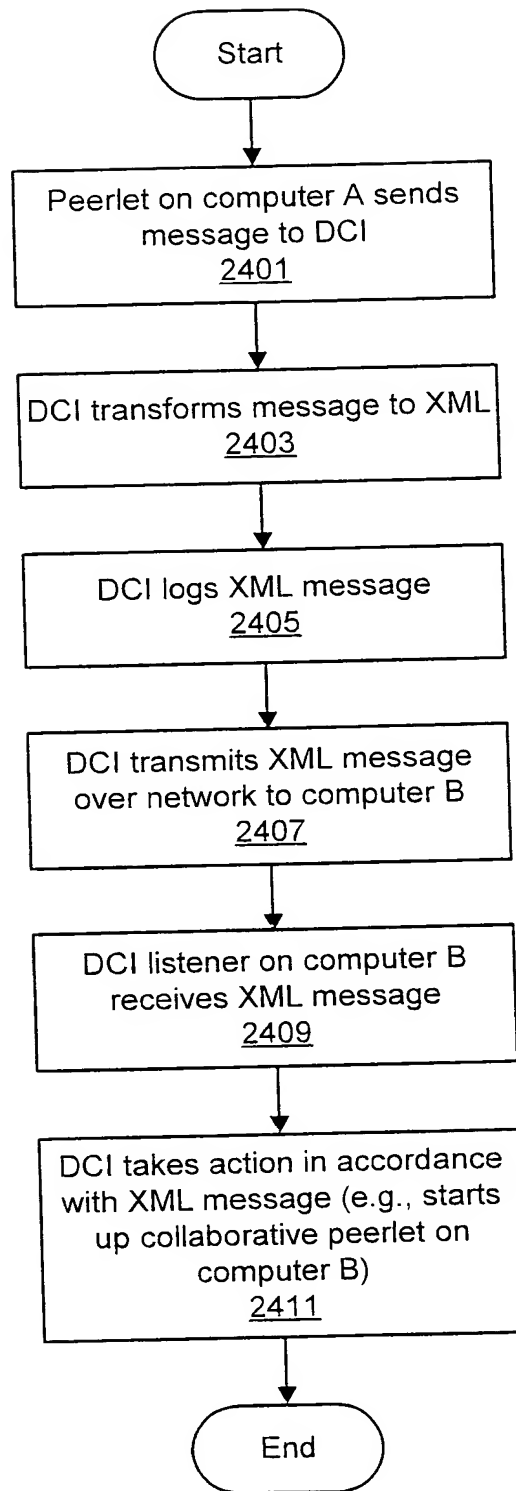 Start
Peerlet on computer A sends
message to DCI
2401
DCI transforms message to XML
2403
DCI logs XML message
2405
DCI transmits XML message
over network to computer B
2407
DCI listener on computer B
receives XML message
2409
DCI takes action in accordance
with XML message (e.g., starts
up collaborative peerlet on
computer B)
2411
End